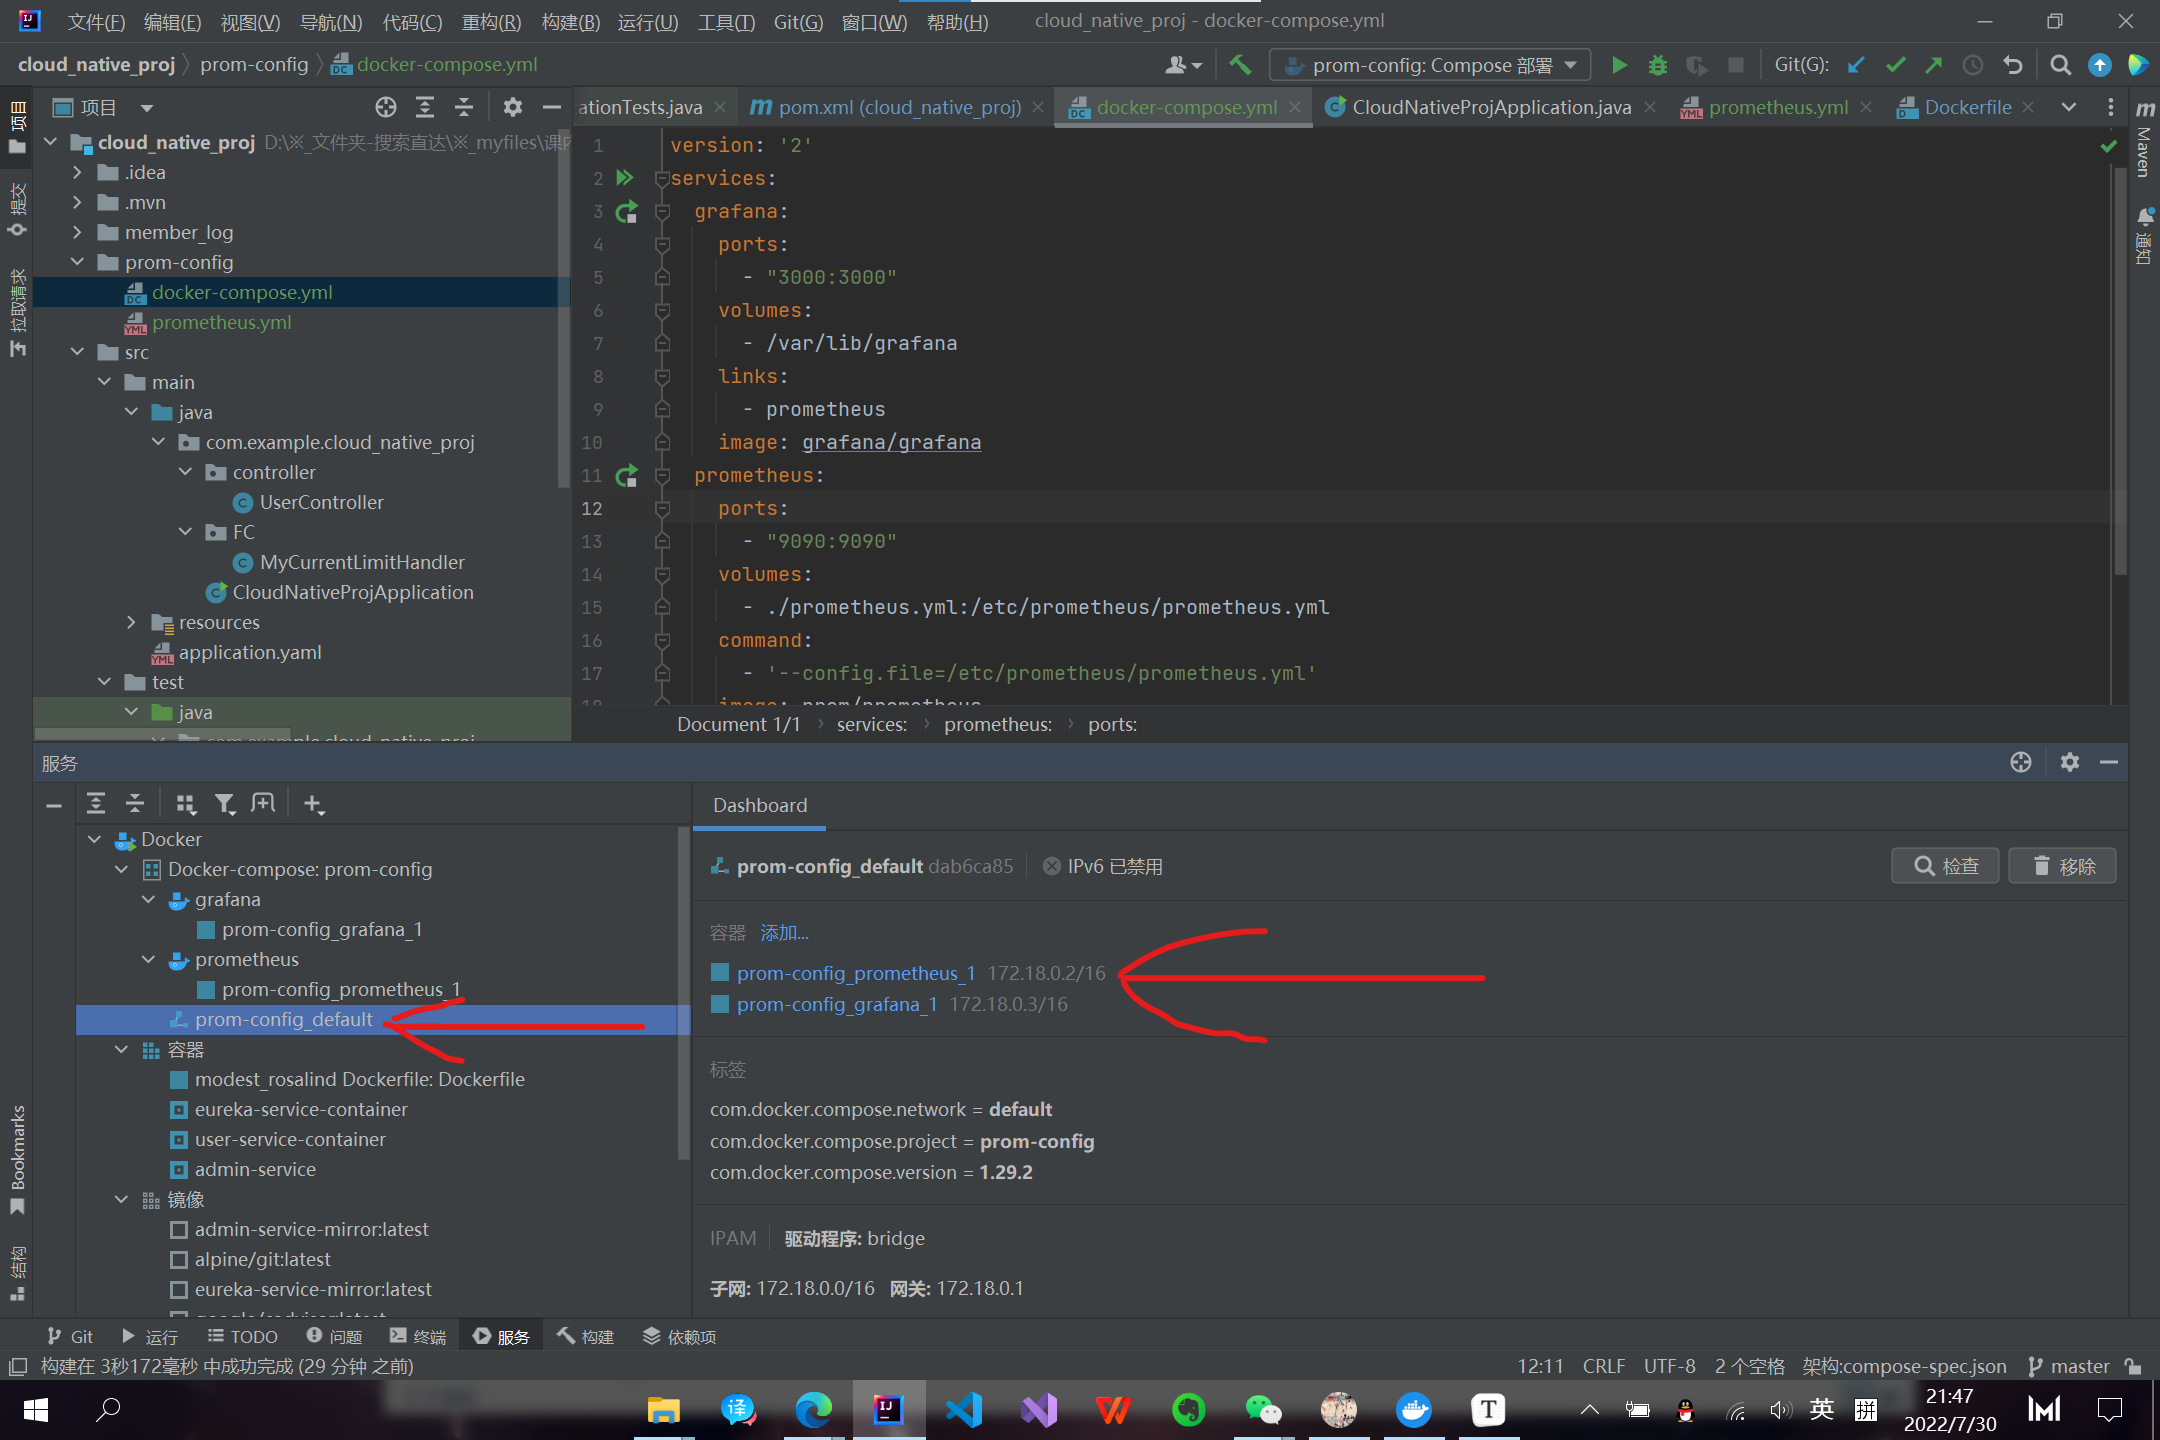 文件(F) 编辑(E) 视图(V) 导航(N) 代码(C) 重构(R) 构建(B) 运行(U) 工具(T) Git(G) 窗口(W) 帮助(H) cloud_native_proj - docker-compose.yml
cloud_native_proj prom-config docker-compose.yml prom-config: Compose 部署 Git(G):
项目
ationTests.java pom.xml (cloud_native_proj) docker-compose.yml CloudNativeProjApplication.java prometheus.yml Dockerfile
cloud_native_proj D:\※_文件夹-搜索直达\※_myfiles\课
.idea
.mvn
member_log
prom-config
docker-compose.yml
prometheus.yml
src
main
java
com.example.cloud_native_proj
controller
UserController
FC
MyCurrentLimitHandler
CloudNativeProjApplication
resources
application.yaml
test
java
com.example.cloud_native_proj
1 version: '2'
2 services:
3 grafana:
4 ports:
5 - "3000:3000"
6 volumes:
7 - /var/lib/grafana
8 links:
9 - prometheus
10 image: grafana/grafana
11 prometheus:
12 ports:
13 - "9090:9090"
14 volumes:
15 - ./prometheus.yml:/etc/prometheus/prometheus.yml
16 command:
17 - '--config.file=/etc/prometheus/prometheus.yml'
18 image: prom/prometheus
Document 1/1 › services: › prometheus: › ports:
项目
提交
拉取请求
Bookmarks
结构
Maven
通知
服务
Docker
Docker-compose: prom-config
grafana
prom-config_grafana_1
prometheus
prom-config_prometheus_1
prom-config_default
容器
modest_rosalind Dockerfile: Dockerfile
eureka-service-container
user-service-container
admin-service
镜像
admin-service-mirror:latest
alpine/git:latest
eureka-service-mirror:latest
Dashboard
prom-config_default dab6ca85 IPv6 已禁用 检查 移除
容器 添加...
prom-config_prometheus_1 172.18.0.2/16
prom-config_grafana_1 172.18.0.3/16
标签
com.docker.compose.network = default
com.docker.compose.project = prom-config
com.docker.compose.version = 1.29.2
IPAM 驱动程序: bridge
子网: 172.18.0.0/16 网关: 172.18.0.1
Git 运行 TODO 问题 终端 服务 构建 依赖项
构建在 3秒172毫秒 中成功完成 (29 分钟 之前) 12:11 CRLF UTF-8 2 个空格 架构:compose-spec.json master
译 T 英 拼 21:47
2022/7/30